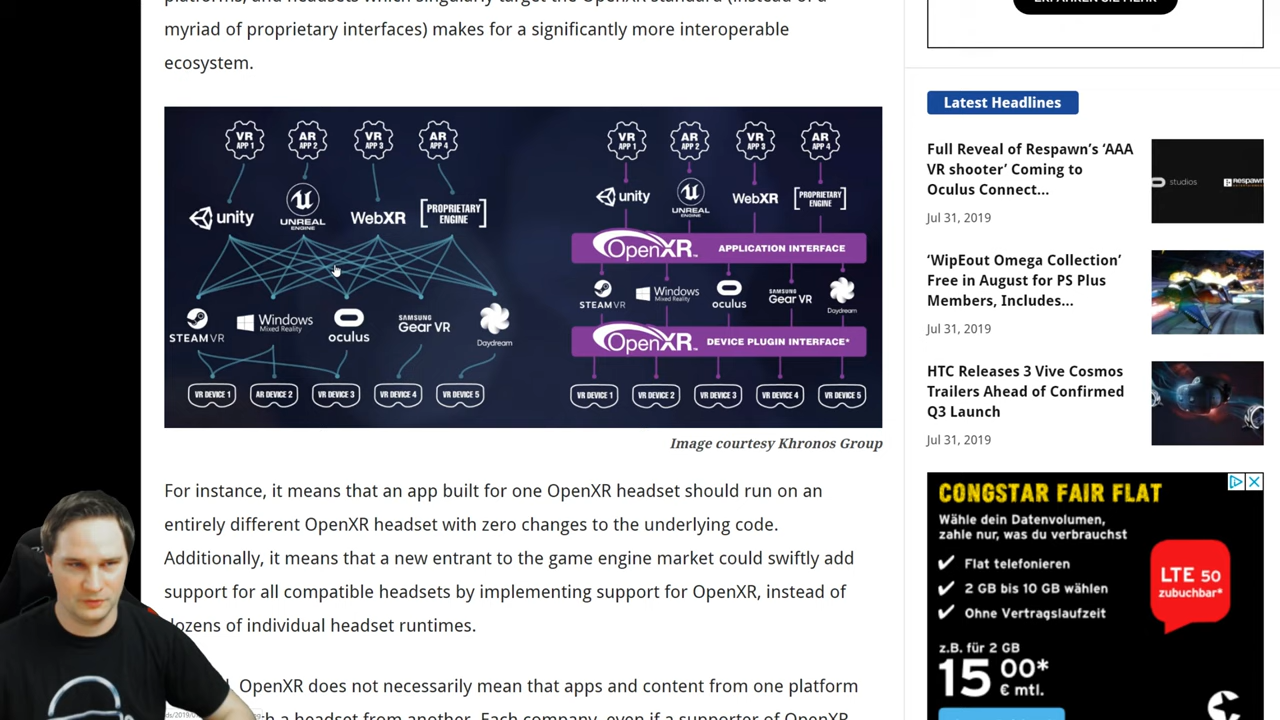 myriad of proprietary interfaces) makes for a significantly more interoperable
ecosystem.
VR APP 1
AR APP 2
VR APP 3
AR APP 4
unity
UNREAL ENGINE
WebXR
[PROPRIETARY ENGINE]
STEAMVR
Windows Mixed Reality
oculus
SAMSUNG Gear VR
Daydream
VR DEVICE 1
AR DEVICE 2
VR DEVICE 3
VR DEVICE 4
VR DEVICE 5
VR APP 1
AR APP 2
VR APP 3
AR APP 4
unity
UNREAL ENGINE
WebXR
[PROPRIETARY ENGINE]
OpenXR™ APPLICATION INTERFACE
STEAMVR
Windows Mixed Reality
oculus
SAMSUNG Gear VR
Daydream
OpenXR™ DEVICE PLUGIN INTERFACE*
VR DEVICE 1
VR DEVICE 2
VR DEVICE 3
VR DEVICE 4
VR DEVICE 5
Image courtesy Khronos Group
For instance, it means that an app built for one OpenXR headset should run on an
entirely different OpenXR headset with zero changes to the underlying code.
Additionally, it means that a new entrant to the game engine market could swiftly add
support for all compatible headsets by implementing support for OpenXR, instead of
dozens of individual headset runtimes.
OpenXR does not necessarily mean that apps and content from one platform
a headset from another. Each company, even if a supporter of OpenXR
Latest Headlines
Full Reveal of Respawn’s ‘AAA
VR shooter’ Coming to
Oculus Connect…
Jul 31, 2019
studios
respawn
‘WipEout Omega Collection’
Free in August for PS Plus
Members, Includes…
Jul 31, 2019
HTC Releases 3 Vive Cosmos
Trailers Ahead of Confirmed
Q3 Launch
Jul 31, 2019
CONGSTAR FAIR FLAT
Wähle dein Datenvolumen,
zahle nur, was du verbrauchst
Flat telefonieren
2 GB bis 10 GB wählen
Ohne Vertragslaufzeit
LTE 50
zubuchbar*
z.B. für 2 GB
15 00*
€ mtl.